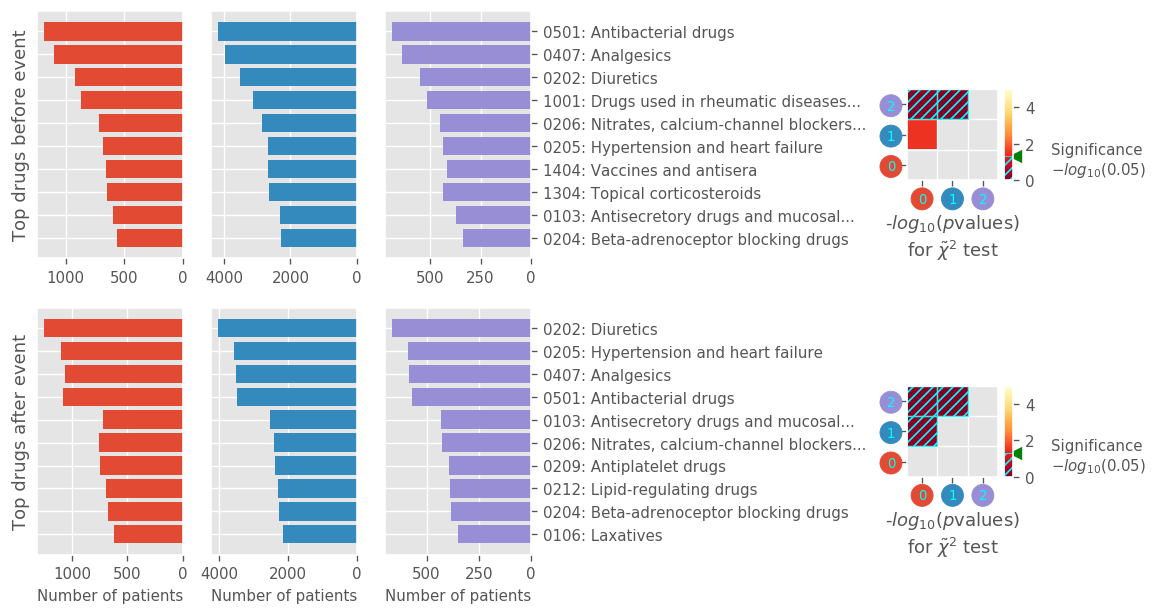 Top drugs before event
0501: Antibacterial drugs
0407: Analgesics
0202: Diuretics
1001: Drugs used in rheumatic diseases...
0206: Nitrates, calcium-channel blockers...
0205: Hypertension and heart failure
1404: Vaccines and antisera
1304: Topical corticosteroids
0103: Antisecretory drugs and mucosal...
0204: Beta-adrenoceptor blocking drugs
1000 500 0
4000 2000 0
500 250 0
2
1
0
0 1 2
4
2
0
Significance
−log₁₀(0.05)
-log₁₀(pvalues)
for χ̃² test
Top drugs after event
0202: Diuretics
0205: Hypertension and heart failure
0407: Analgesics
0501: Antibacterial drugs
0103: Antisecretory drugs and mucosal...
0206: Nitrates, calcium-channel blockers...
0209: Antiplatelet drugs
0212: Lipid-regulating drugs
0204: Beta-adrenoceptor blocking drugs
0106: Laxatives
1000 500 0
4000 2000 0
500 250 0
Number of patients
Number of patients
Number of patients
2
1
0
0 1 2
4
2
0
Significance
−log₁₀(0.05)
-log₁₀(pvalues)
for χ̃² test